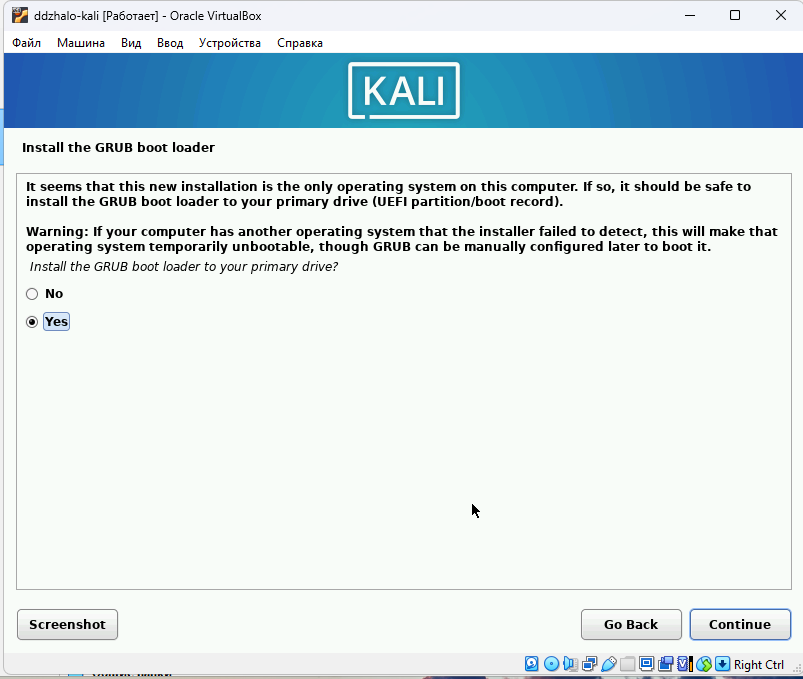 ddzhalo-kali [Работает] - Oracle VirtualBox
Файл Машина Вид Ввод Устройства Справка
KALI
Install the GRUB boot loader
It seems that this new installation is the only operating system on this computer. If so, it should be safe to
install the GRUB boot loader to your primary drive (UEFI partition/boot record).
Warning: If your computer has another operating system that the installer failed to detect, this will make that
operating system temporarily unbootable, though GRUB can be manually configured later to boot it.
Install the GRUB boot loader to your primary drive?
No
Yes
Screenshot Go Back Continue
Right Ctrl